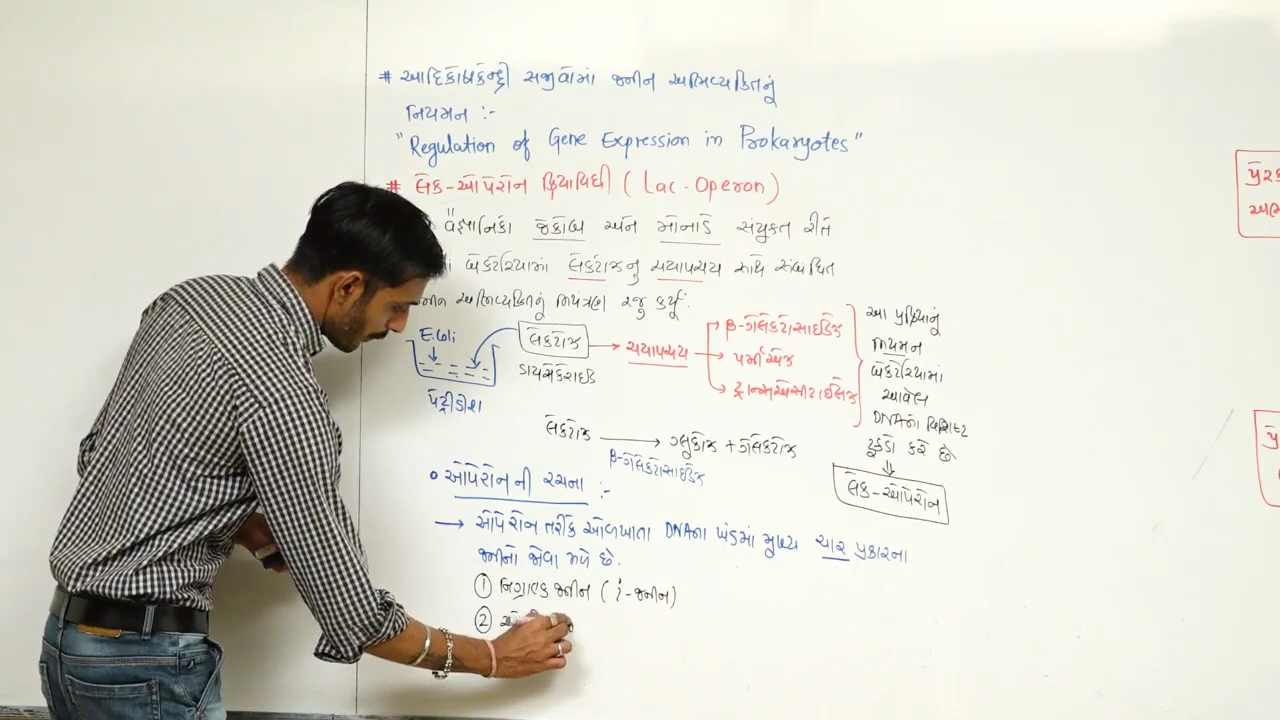 # આદિકોષકેન્દ્રી સજીવોમાં જનીન અભિવ્યક્તિનું
નિયમન :-
"Regulation of Gene Expression in Prokaryotes"
# લેક-ઓપેરોન ક્રિયાવિધી (Lac-Operon)
"વૈજ્ઞાનિકો જેકોબ અને મોનાડે સંયુક્ત રીતે
બેક્ટેરિયામાં લેક્ટોઝનું ચયાપચય સાથે સંબંધિત
અભિવ્યક્તિનું નિયંત્રણ રજુ કર્યું.
E.Coli
પેટ્રીડીશ
લેક્ટોઝ
ડાયસેકેરાઇડ
ચયાપચય
β-ગેલેક્ટોસાઇડેઝ
પર્મીએઝ
ટ્રાન્સએસીટાઇલેઝ
આ પ્રક્રિયાનું
નિયમન
બેક્ટેરિયામાં
આવેલ
DNAનો વિશિષ્ટ
ટૂકડો કરે છે
લેક-ઓપેરોન
લેક્ટોઝ → ગ્લુકોઝ + ગેલેક્ટોઝ
β-ગેલેક્ટોસાઇડેઝ
• ઓપેરોનની રચના :-
→ ઓપેરોન તરીકે ઓળખાતા DNAના ખંડમાં મુખ્ય ચાર પ્રકારના
જનીનો જોવા મળે છે.
① નિગ્રાહક જનીન (i-જનીન)
②